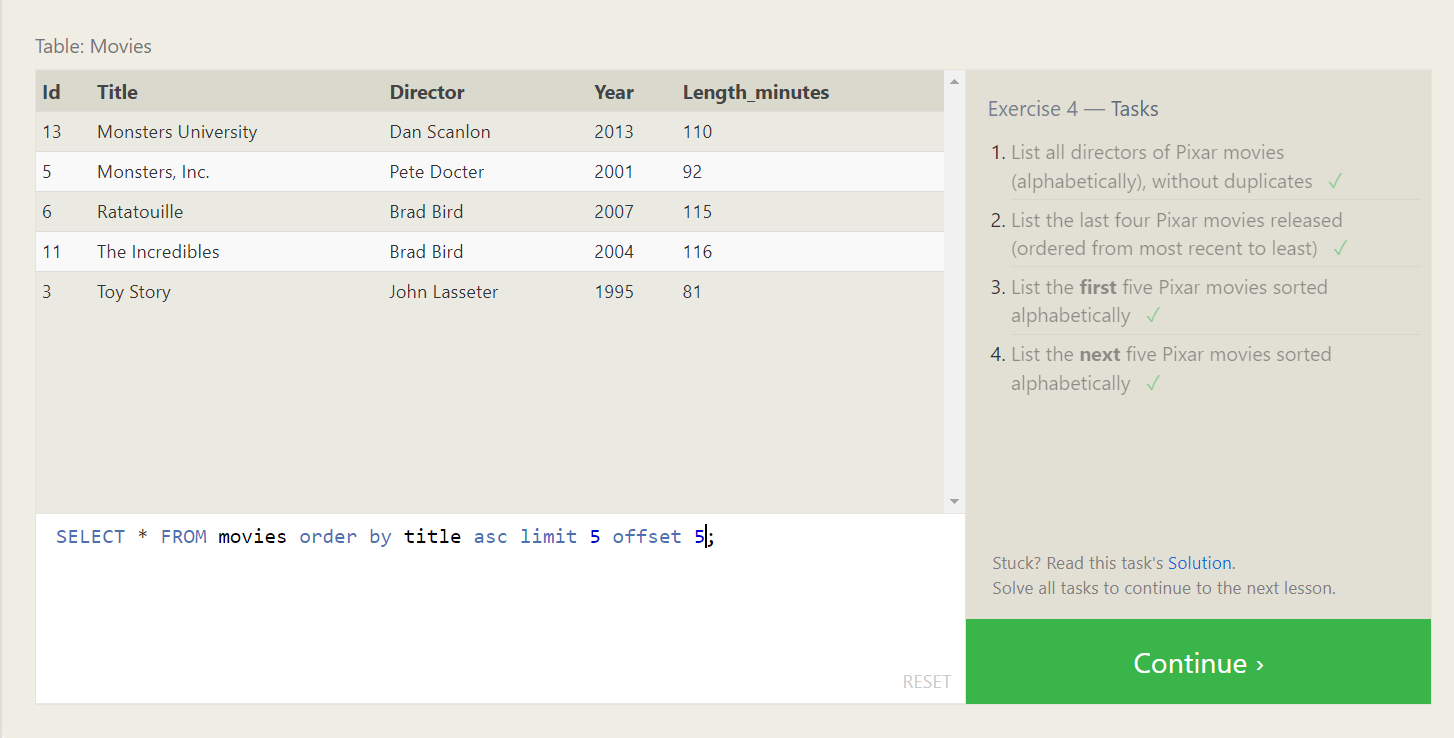 Table: Movies
Id Title Director Year Length_minutes
13 Monsters University Dan Scanlon 2013 110
5 Monsters, Inc. Pete Docter 2001 92
6 Ratatouille Brad Bird 2007 115
11 The Incredibles Brad Bird 2004 116
3 Toy Story John Lasseter 1995 81
SELECT * FROM movies order by title asc limit 5 offset 5;
RESET
Exercise 4 — Tasks
1. List all directors of Pixar movies
(alphabetically), without duplicates ✓
2. List the last four Pixar movies released
(ordered from most recent to least) ✓
3. List the first five Pixar movies sorted
alphabetically ✓
4. List the next five Pixar movies sorted
alphabetically ✓
Stuck? Read this task's Solution.
Solve all tasks to continue to the next lesson.
Continue ›